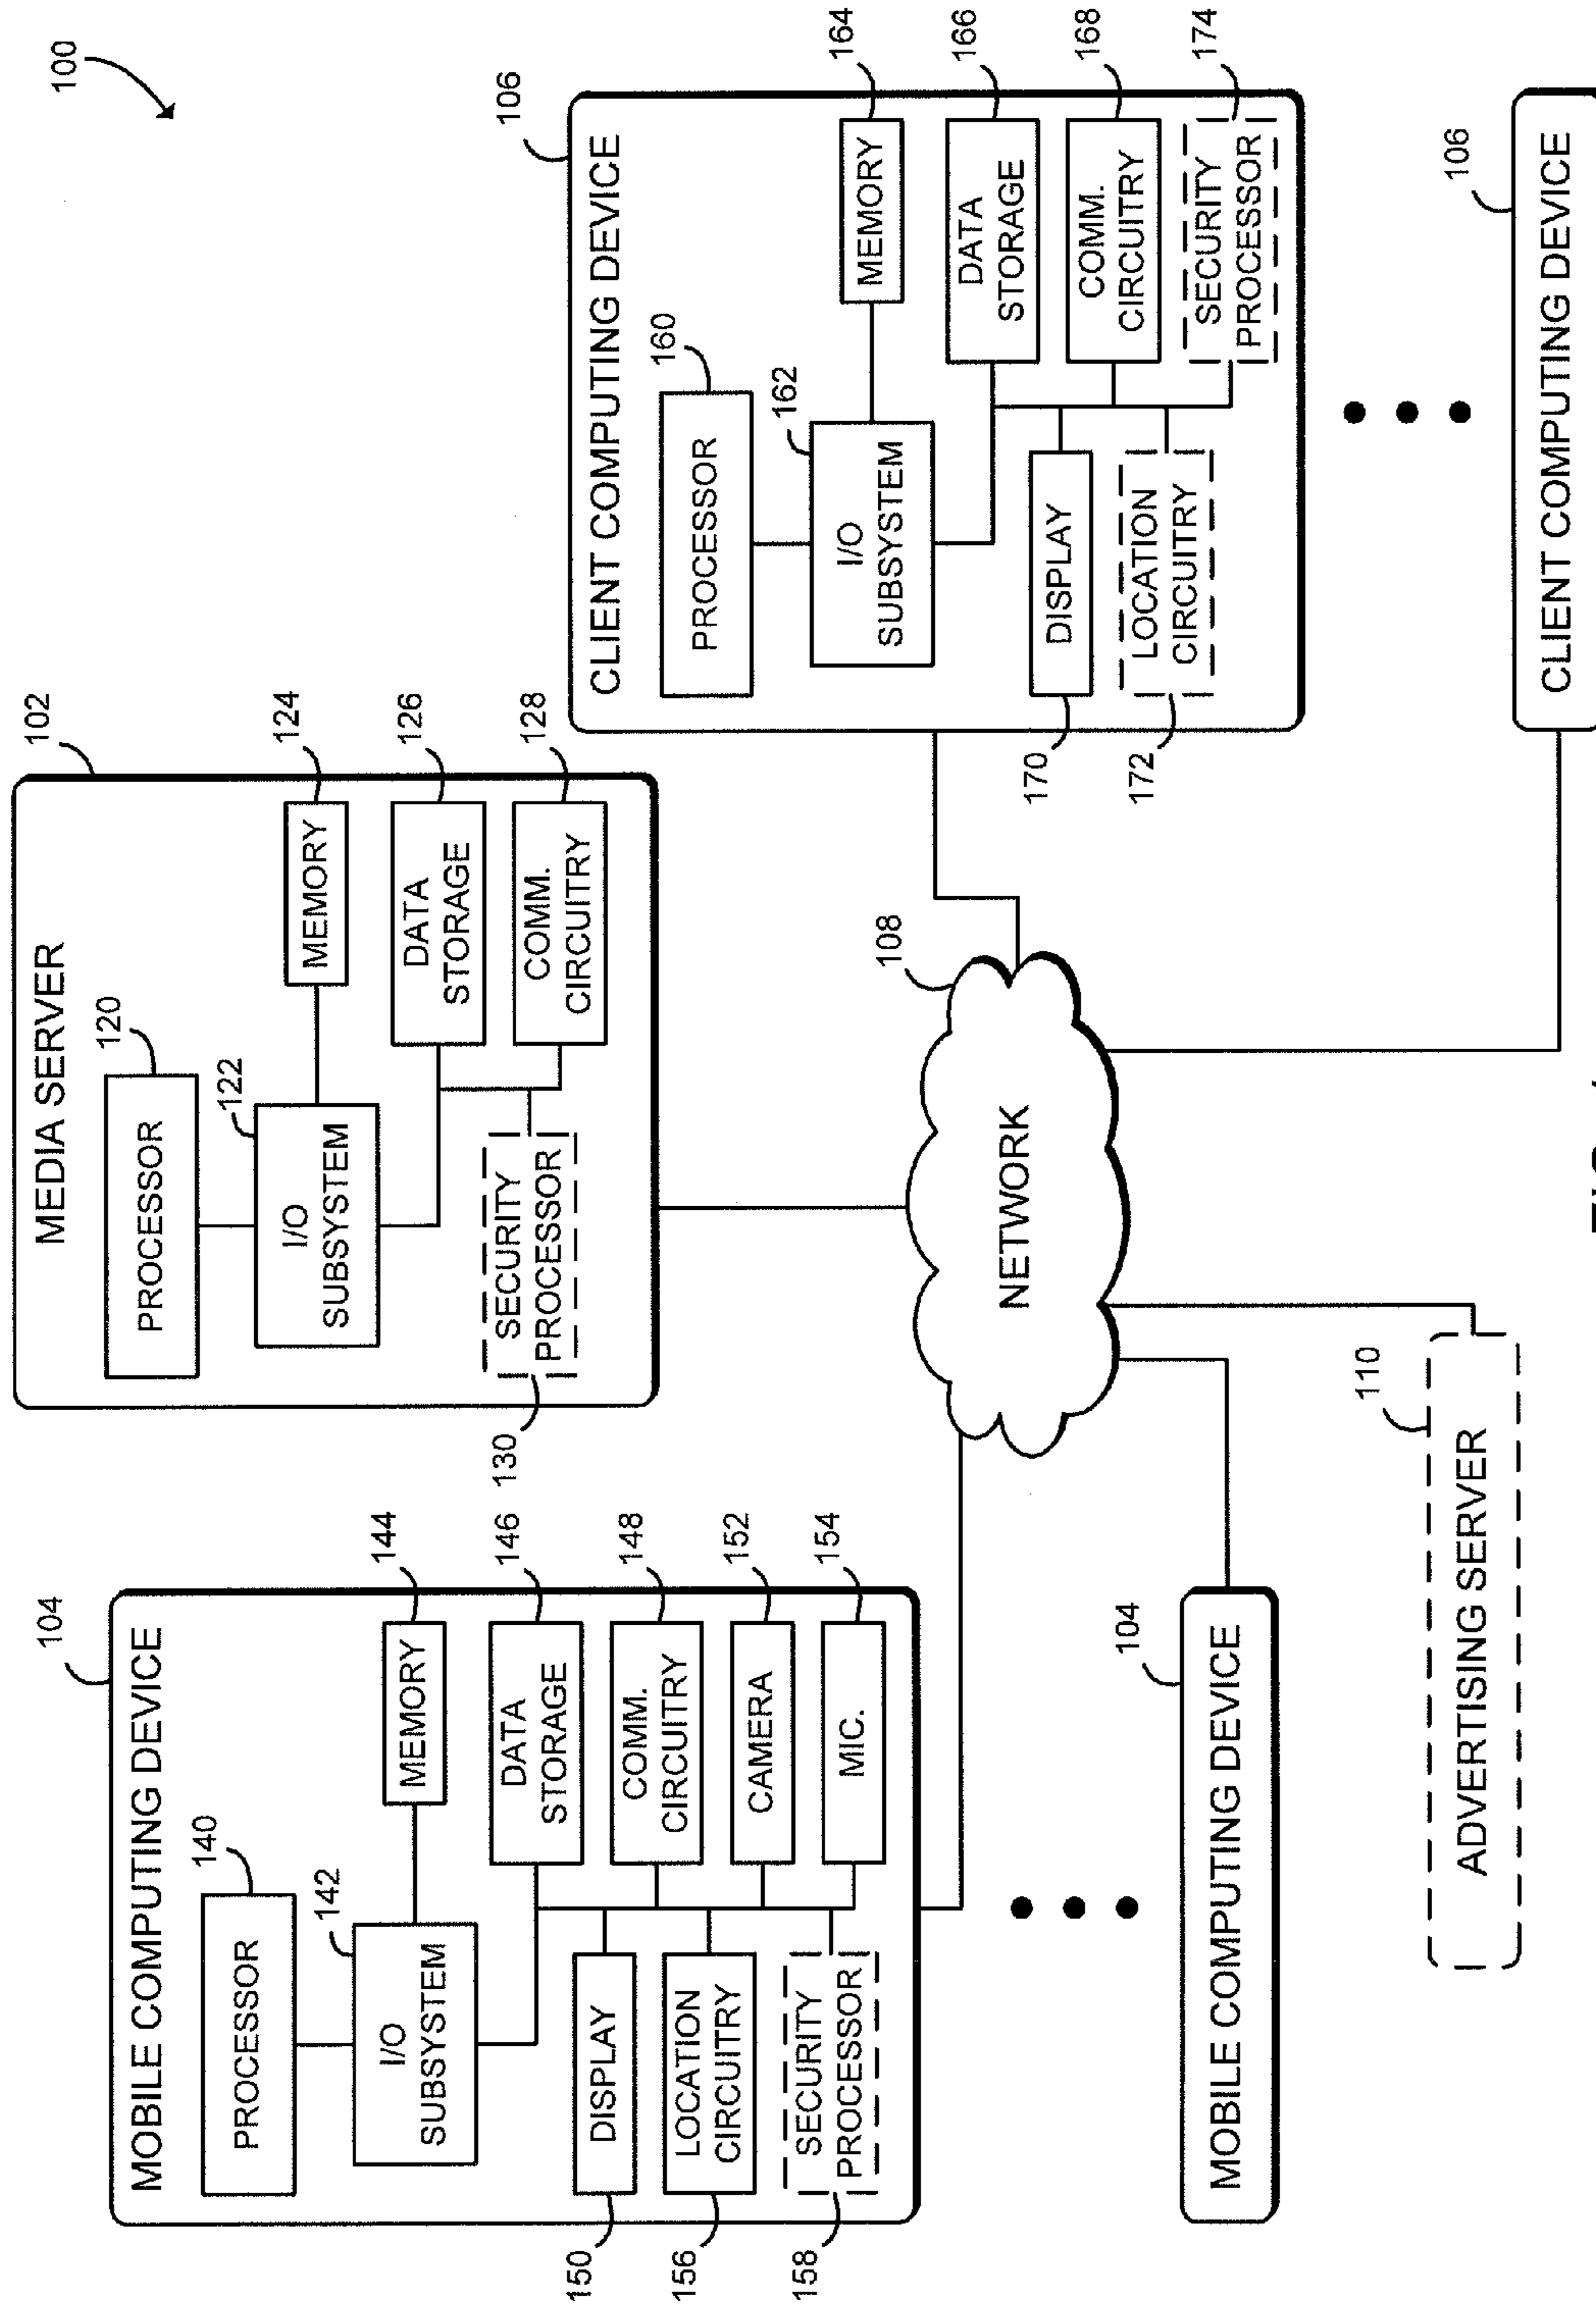 100
104
MOBILE COMPUTING DEVICE
140
PROCESSOR
142
I/O
SUBSYSTEM
144
MEMORY
146
DATA
STORAGE
148
COMM.
CIRCUITRY
152
CAMERA
154
MIC.
DISPLAY
150
LOCATION
CIRCUITRY
156
SECURITY
PROCESSOR
158
104
MOBILE COMPUTING DEVICE
102
MEDIA SERVER
120
PROCESSOR
122
I/O
SUBSYSTEM
124
MEMORY
126
DATA
STORAGE
128
COMM.
CIRCUITRY
SECURITY
PROCESSOR
130
108
NETWORK
110
ADVERTISING SERVER
106
CLIENT COMPUTING DEVICE
160
PROCESSOR
162
I/O
SUBSYSTEM
164
MEMORY
166
DATA
STORAGE
168
COMM.
CIRCUITRY
174
SECURITY
PROCESSOR
DISPLAY
170
LOCATION
CIRCUITRY
172
106
CLIENT COMPUTING DEVICE